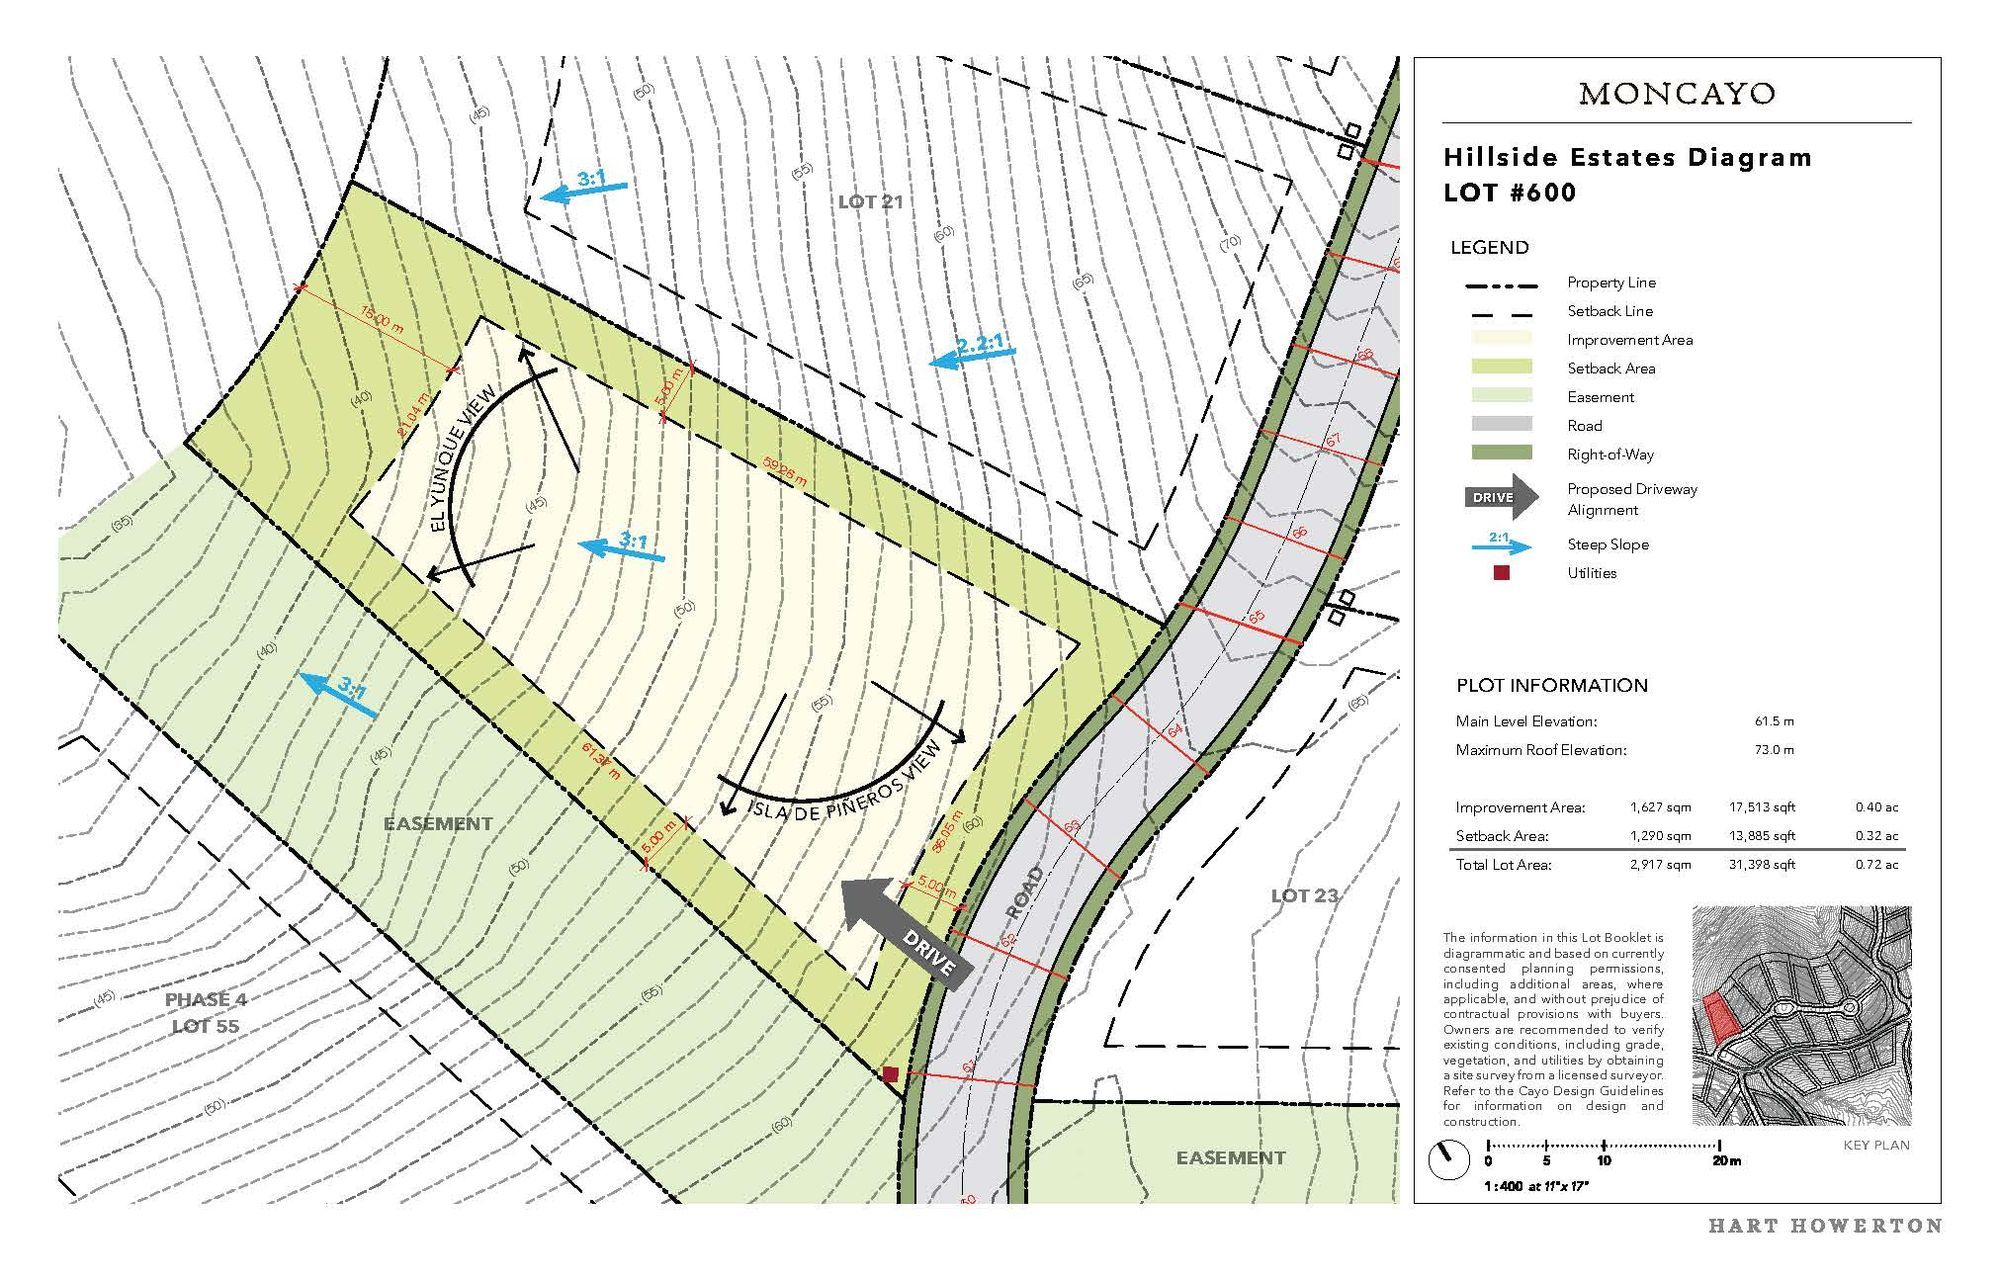 MONCAYO
Hillside Estates Diagram
LOT #600
LEGEND
Property Line
Setback Line
Improvement Area
Setback Area
Easement
Road
Right-of-Way
DRIVE
Proposed Driveway
Alignment
2:1
Steep Slope
Utilities
PLOT INFORMATION
Main Level Elevation: 61.5 m
Maximum Roof Elevation: 73.0 m
Improvement Area: 1,627 sqm 17,513 sqft 0.40 ac
Setback Area: 1,290 sqm 13,885 sqft 0.32 ac
Total Lot Area: 2,917 sqm 31,398 sqft 0.72 ac
The information in this Lot Booklet is
diagrammatic and based on currently
consented planning permissions,
including additional areas, where
applicable, and without prejudice of
contractual provisions with buyers.
Owners are recommended to verify
existing conditions, including grade,
vegetation, and utilities by obtaining
a site survey from a licensed surveyor.
Refer to the Cayo Design Guidelines
for information on design and
construction.
KEY PLAN
0 5 10 20m
1:400 at 11"x 17"
HART HOWERTON
(45)
(50)
(55)
3:1
LOT 21
(60)
(70)
(65)
2.2:1
68
67
66
65
64
63
62
61
60
15.00 m
5.00 m
(40)
21.04 m
EL YUNQUE VIEW
59.26 m
(45)
3:1
(35)
(50)
(40)
3:1
(55)
(65)
(45)
61.37 m
ISLA DE PIÑEROS VIEW
5.00 m
(60)
EASEMENT
(50)
5.00 m
DRIVE
ROAD
LOT 23
(45)
PHASE 4
LOT 55
(55)
(50)
(60)
EASEMENT